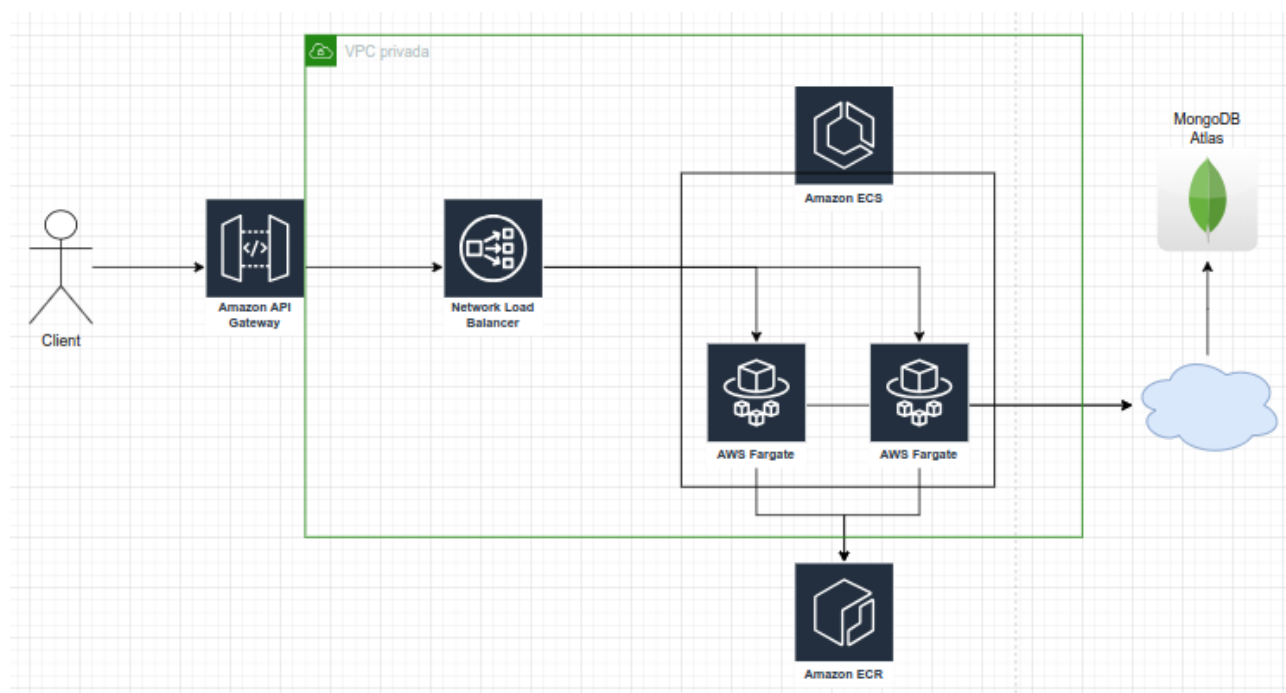 VPC privada
Amazon ECS
MongoDB
Atlas
Client
Amazon API
Gateway
Network Load
Balancer
AWS Fargate
AWS Fargate
Amazon ECR